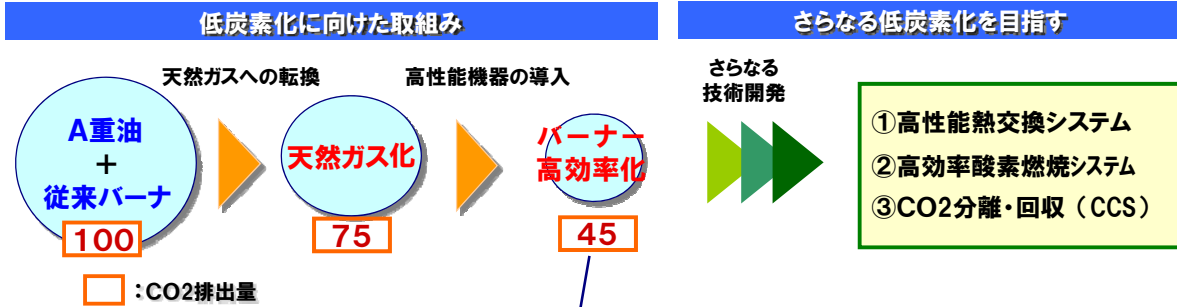 低炭素化に向けた取組み
天然ガスへの転換
高性能機器の導入
A重油
+
従来バーナ
100
天然ガス化
75
バーナー
高効率化
45
:CO2排出量
さらなる低炭素化を目指す
さらなる
技術開発
①高性能熱交換システム
②高効率酸素燃焼システム
③CO2分離・回収（CCS）